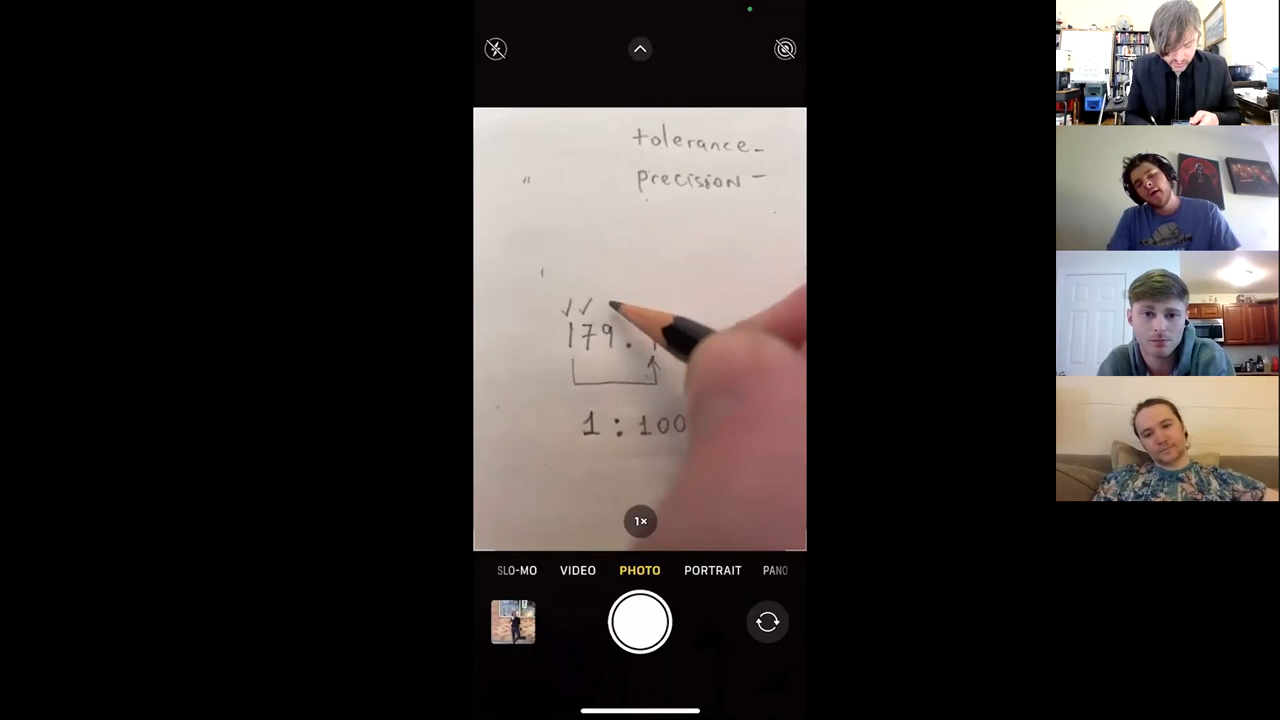 tolerance-
precision-
179.
1:100
1×
SLO-MO VIDEO PHOTO PORTRAIT PANO